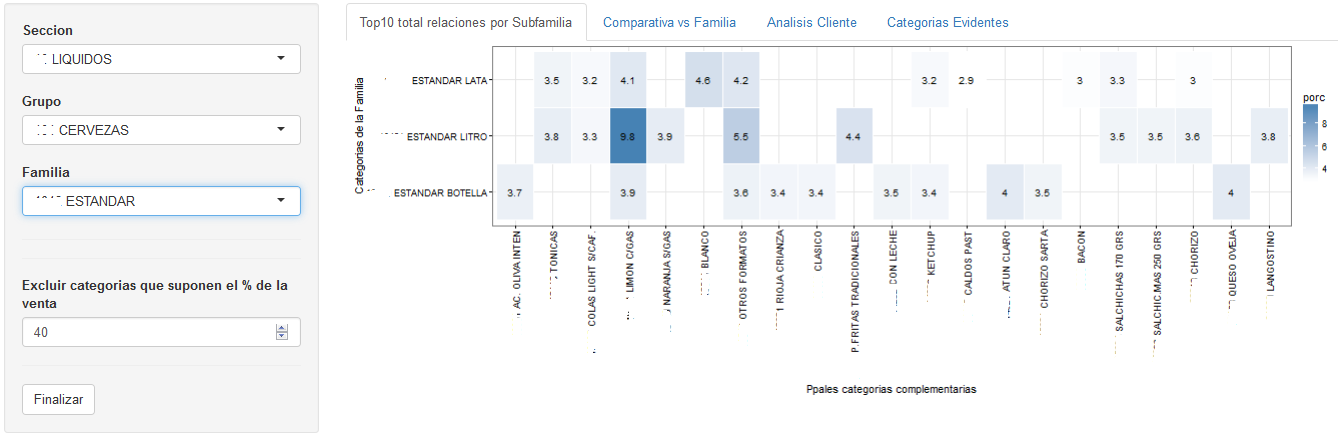 Seccion
LIQUIDOS
Grupo
CERVEZAS
Familia
ESTANDAR
Excluir categorias que suponen el % de la
venta
40
Finalizar
Top10 total relaciones por Subfamilia
Comparativa vs Familia
Analisis Cliente
Categorias Evidentes
Categorias de la Familia
ESTANDAR LATA
3.5 3.2 4.1 4.6 4.2 3.2 2.9 3 3.3 3
ESTANDAR LITRO
3.8 3.3 9.8 3.9 5.5 4.4 3.5 3.5 3.6 3.8
ESTANDAR BOTELLA
3.7 3.9 3.6 3.4 3.4 3.5 3.4 4 3.5 4
porc
8
6
4
AC. OLIVA INTEN
TONICAS
COLAS LIGHT S/CAF.
LIMON C/GAS
NARANJA S/GAS
BLANCO
OTROS FORMATOS
RIOJA CRIANZA
CLASICO
P.FRITAS TRADICIONALES
CON LECHE
KETCHUP
CALDOS PAST
ATUN CLARO
CHORIZO SARTA
BACON
SALCHICHAS 170 GRS
SALCHIC.MAS 250 GRS
CHORIZO
QUESO OVEJA
LANGOSTINO
Ppales categorias complementarias